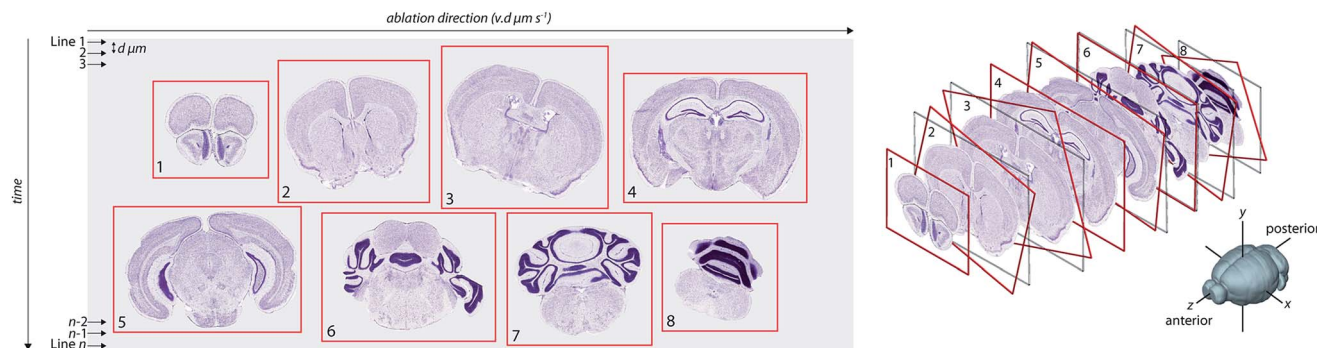 ablation direction (v.d µm s⁻¹)
Line 1
2
3
d µm
time
1
2
3
4
5
6
7
8
n-2
n-1
Line n
1
2
3
4
5
6
7
8
y
posterior
z
x
anterior